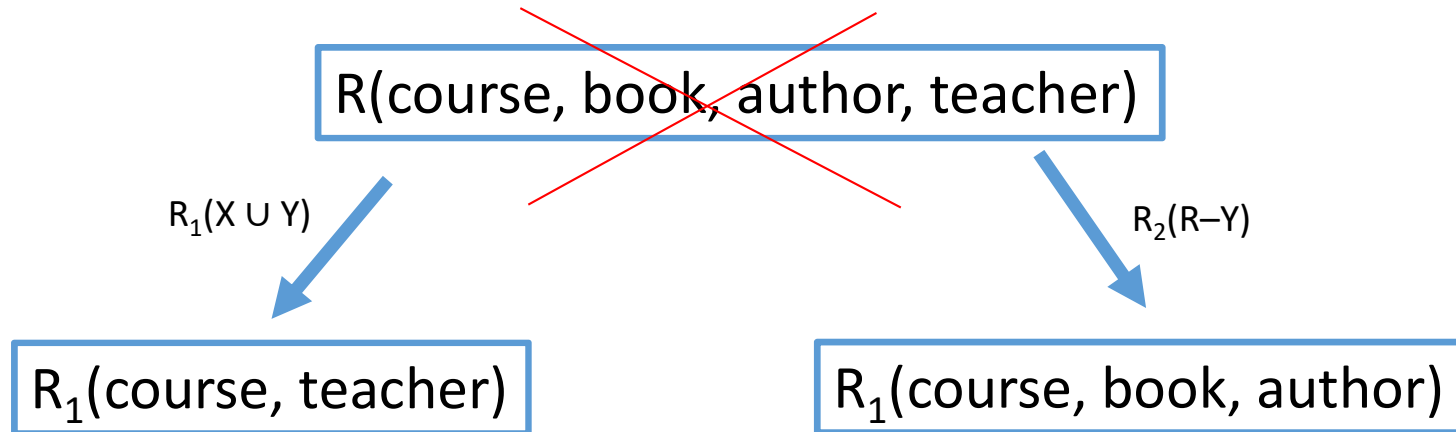 R(course, book, author, teacher)
R₁(X ∪ Y)
R₂(R–Y)
R₁(course, teacher)
R₁(course, book, author)